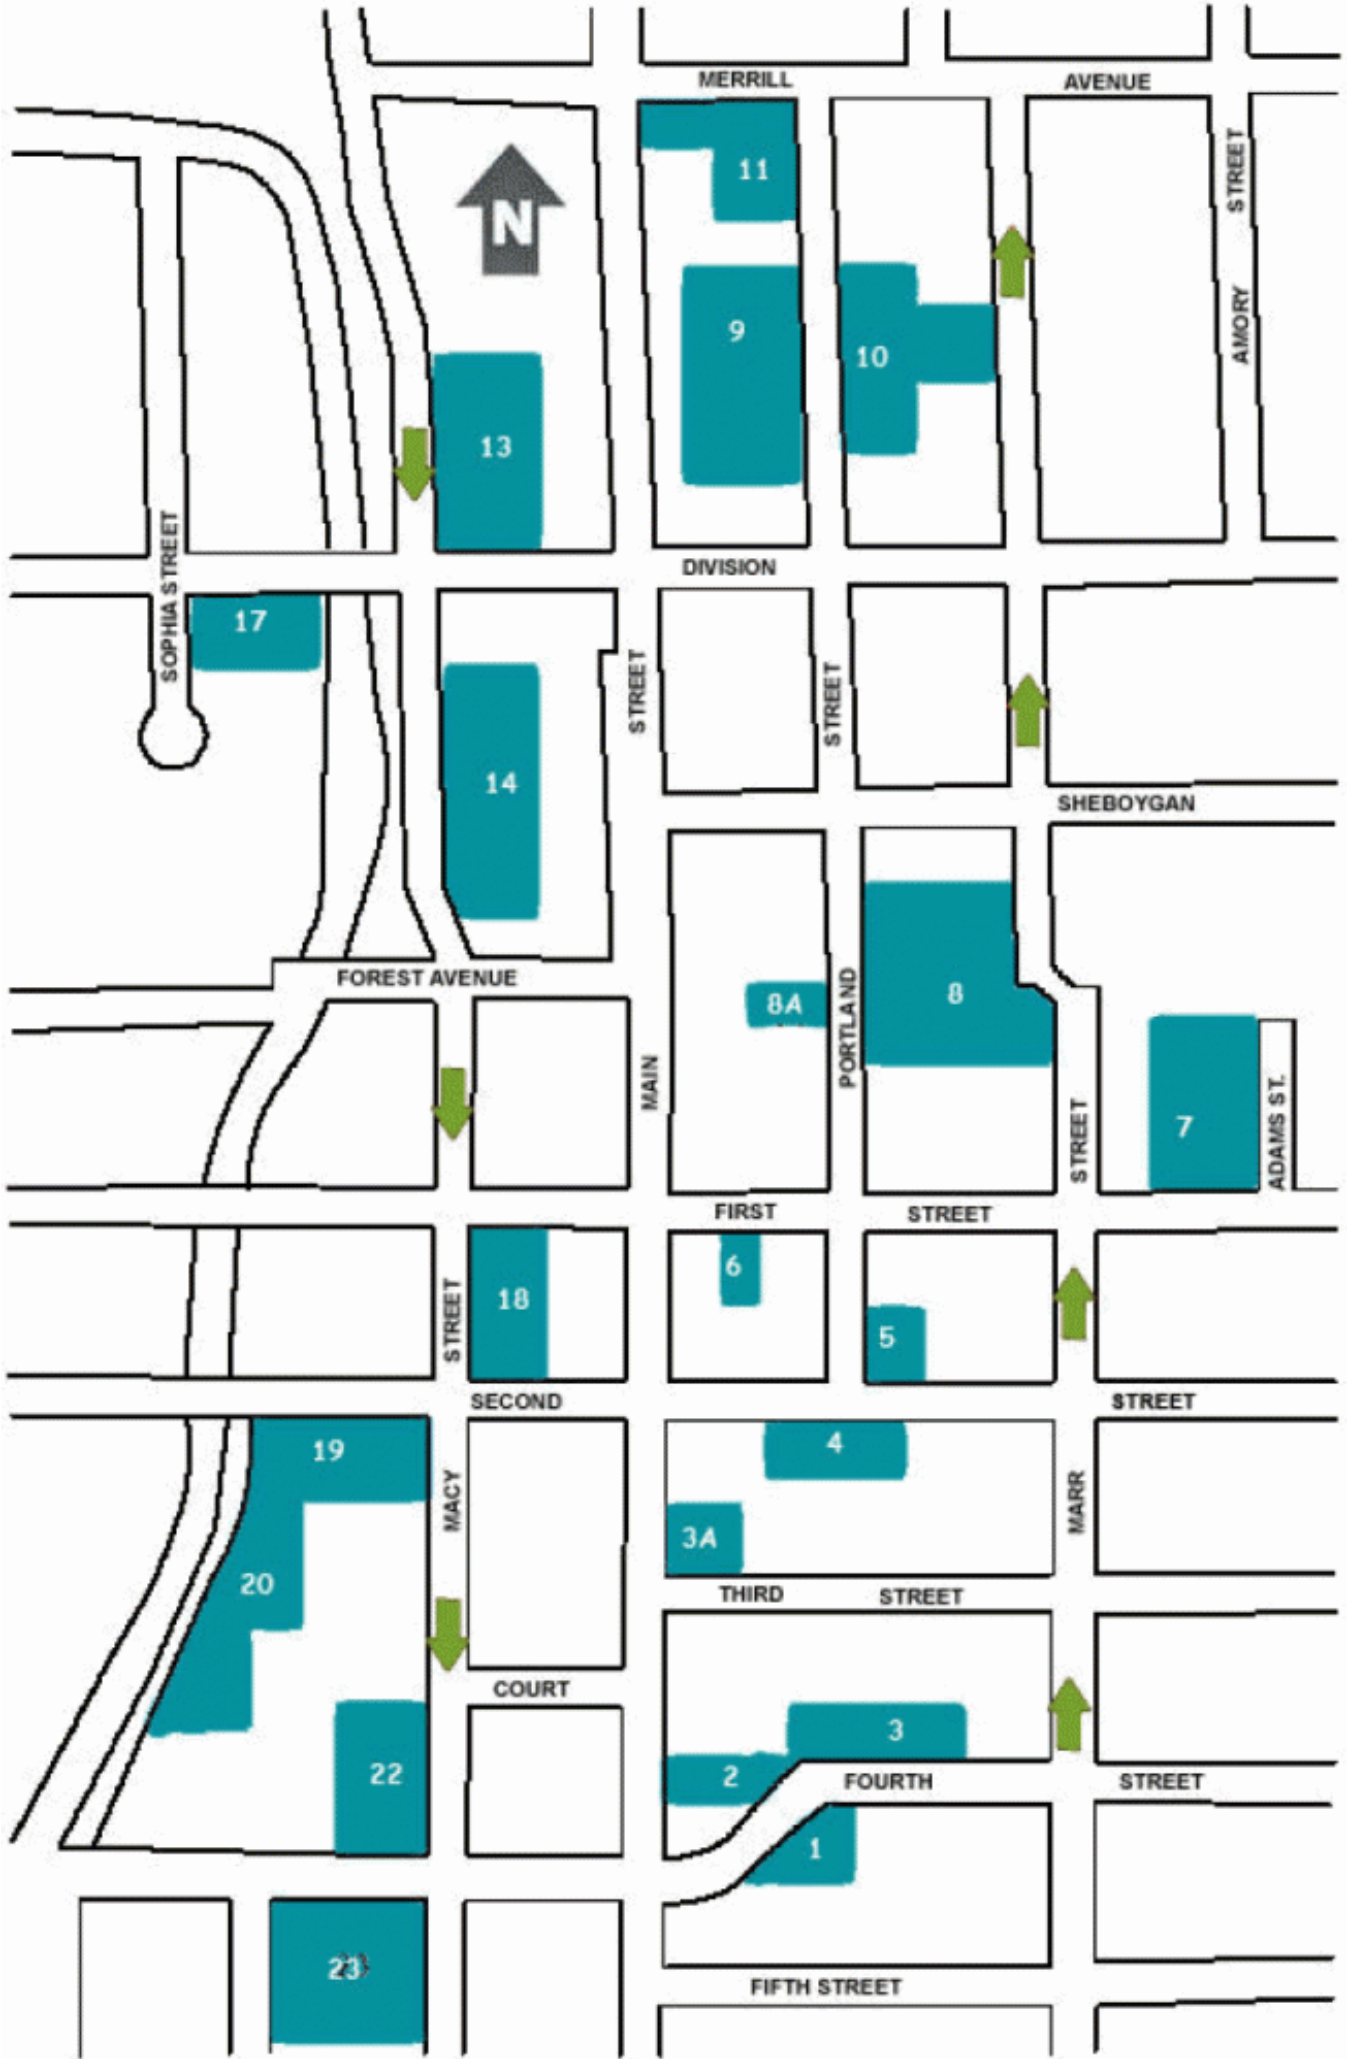 MERRILL AVENUE
STREET
11
N
AMORY
9
10
13
SOPHIA STREET
DIVISION
17
STREET
STREET
14
SHEBOYGAN
FOREST AVENUE
8A
PORTLAND
8
MAIN
STREET
7
ADAMS ST.
FIRST STREET
6
STREET
18
5
SECOND STREET
19
4
MACY
MARR
3A
20
THIRD STREET
COURT
3
22
2
FOURTH STREET
1
23
FIFTH STREET